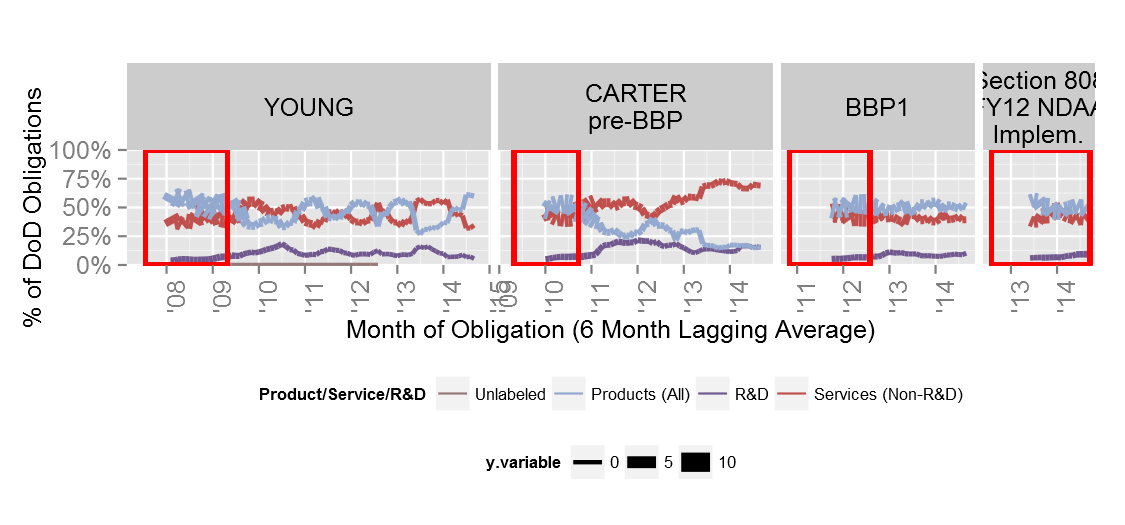 YOUNG
CARTER
pre-BBP
BBP1
Section 808
FY12 NDAA
Implem.
% of DoD Obligations
100%
75%
50%
25%
0%
'08 '09 '10 '11 '12 '13 '14 '15 '09 '10 '11 '12 '13 '14 '11 '12 '13 '14 '13 '14
Month of Obligation (6 Month Lagging Average)
Product/Service/R&D Unlabeled Products (All) R&D Services (Non-R&D)
y.variable 0 5 10